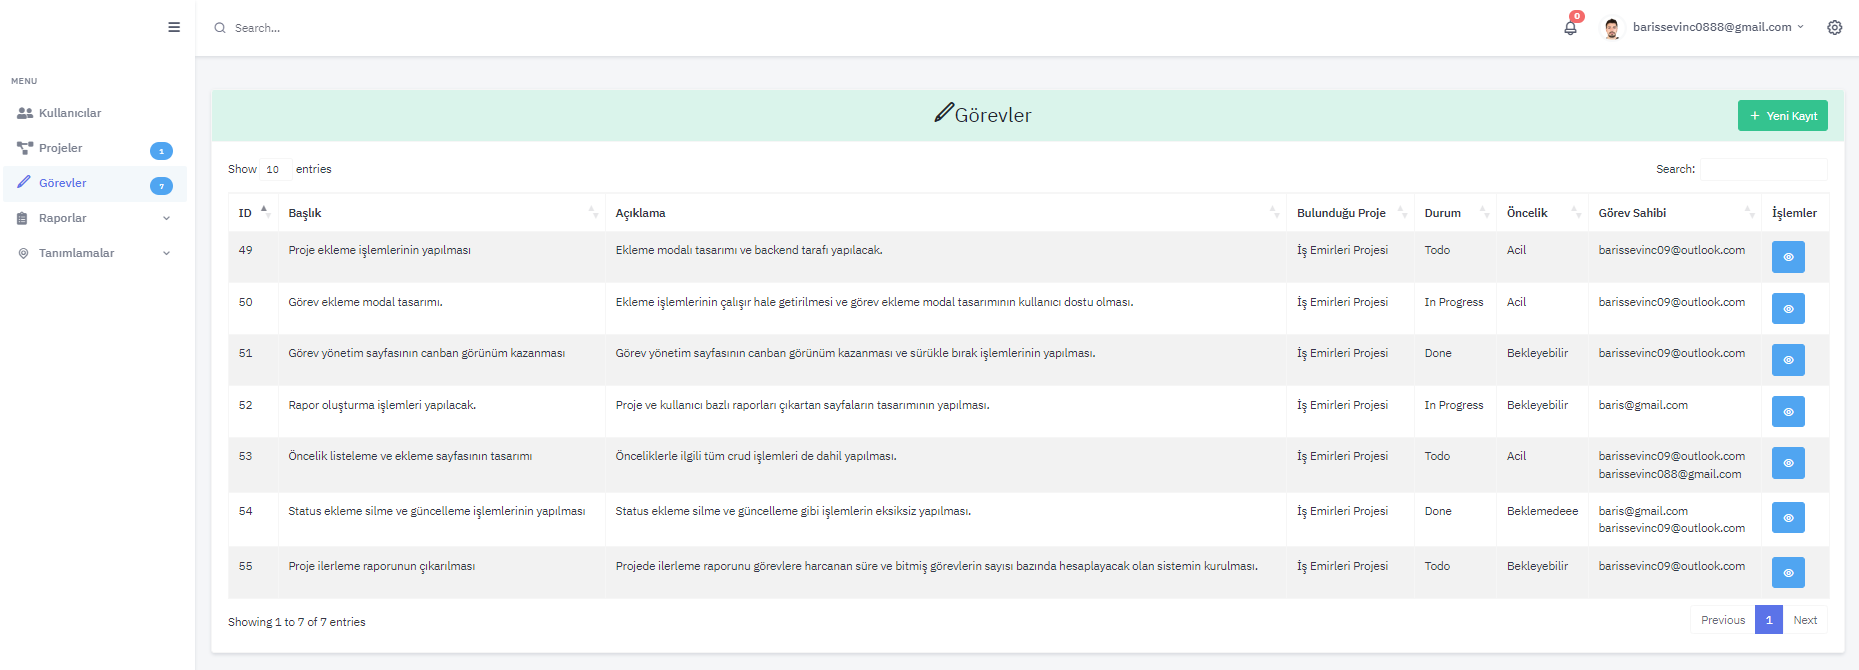 Search...
0
barissevinc0888@gmail.com
MENU
Kullanıcılar
Projeler 1
Görevler 7
Raporlar
Tanımlamalar
Görevler
+ Yeni Kayıt
Show 10 entries
Search:
ID Başlık Açıklama Bulunduğu Proje Durum Öncelik Görev Sahibi İşlemler
49 Proje ekleme işlemlerinin yapılması Ekleme modalı tasarımı ve backend tarafı yapılacak. İş Emirleri Projesi Todo Acil barissevinc09@outlook.com
50 Görev ekleme modal tasarımı. Ekleme işlemlerinin çalışır hale getirilmesi ve görev ekleme modal tasarımının kullanıcı dostu olması. İş Emirleri Projesi In Progress Acil barissevinc09@outlook.com
51 Görev yönetim sayfasının canban görünüm kazanması Görev yönetim sayfasının canban görünüm kazanması ve sürükle bırak işlemlerinin yapılması. İş Emirleri Projesi Done Bekleyebilir barissevinc09@outlook.com
52 Rapor oluşturma işlemleri yapılacak. Proje ve kullanıcı bazlı raporları çıkartan sayfaların tasarımının yapılması. İş Emirleri Projesi In Progress Bekleyebilir baris@gmail.com
53 Öncelik listeleme ve ekleme sayfasının tasarımı Önceliklerle ilgili tüm crud işlemleri de dahil yapılması. İş Emirleri Projesi Todo Acil barissevinc09@outlook.com
barissevinc088@gmail.com
54 Status ekleme silme ve güncelleme işlemlerinin yapılması Status ekleme silme ve güncelleme gibi işlemlerin eksiksiz yapılması. İş Emirleri Projesi Done Beklemedeee baris@gmail.com
barissevinc09@outlook.com
55 Proje ilerleme raporunun çıkarılması Projede ilerleme raporunu görevlere harcanan süre ve bitmiş görevlerin sayısı bazında hesaplayacak olan sistemin kurulması. İş Emirleri Projesi Todo Bekleyebilir barissevinc09@outlook.com
Showing 1 to 7 of 7 entries
Previous 1 Next